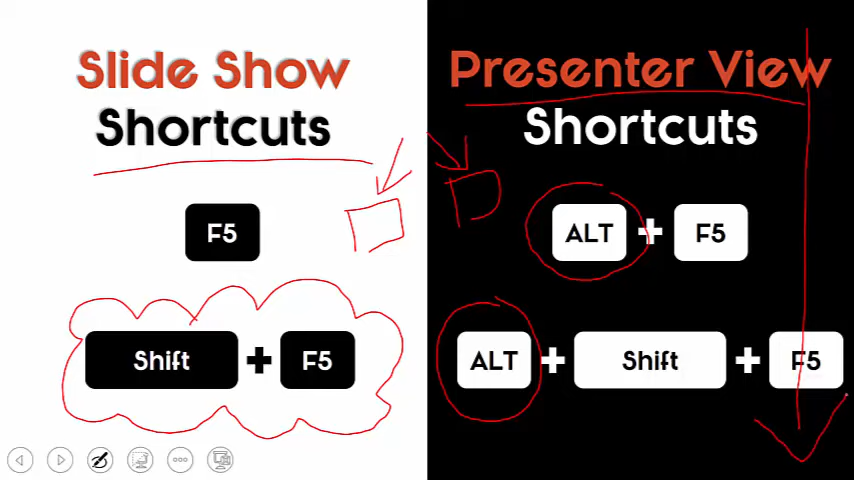 Slide Show
Shortcuts
F5
Shift + F5
Presenter View
Shortcuts
ALT + F5
ALT + Shift + F5